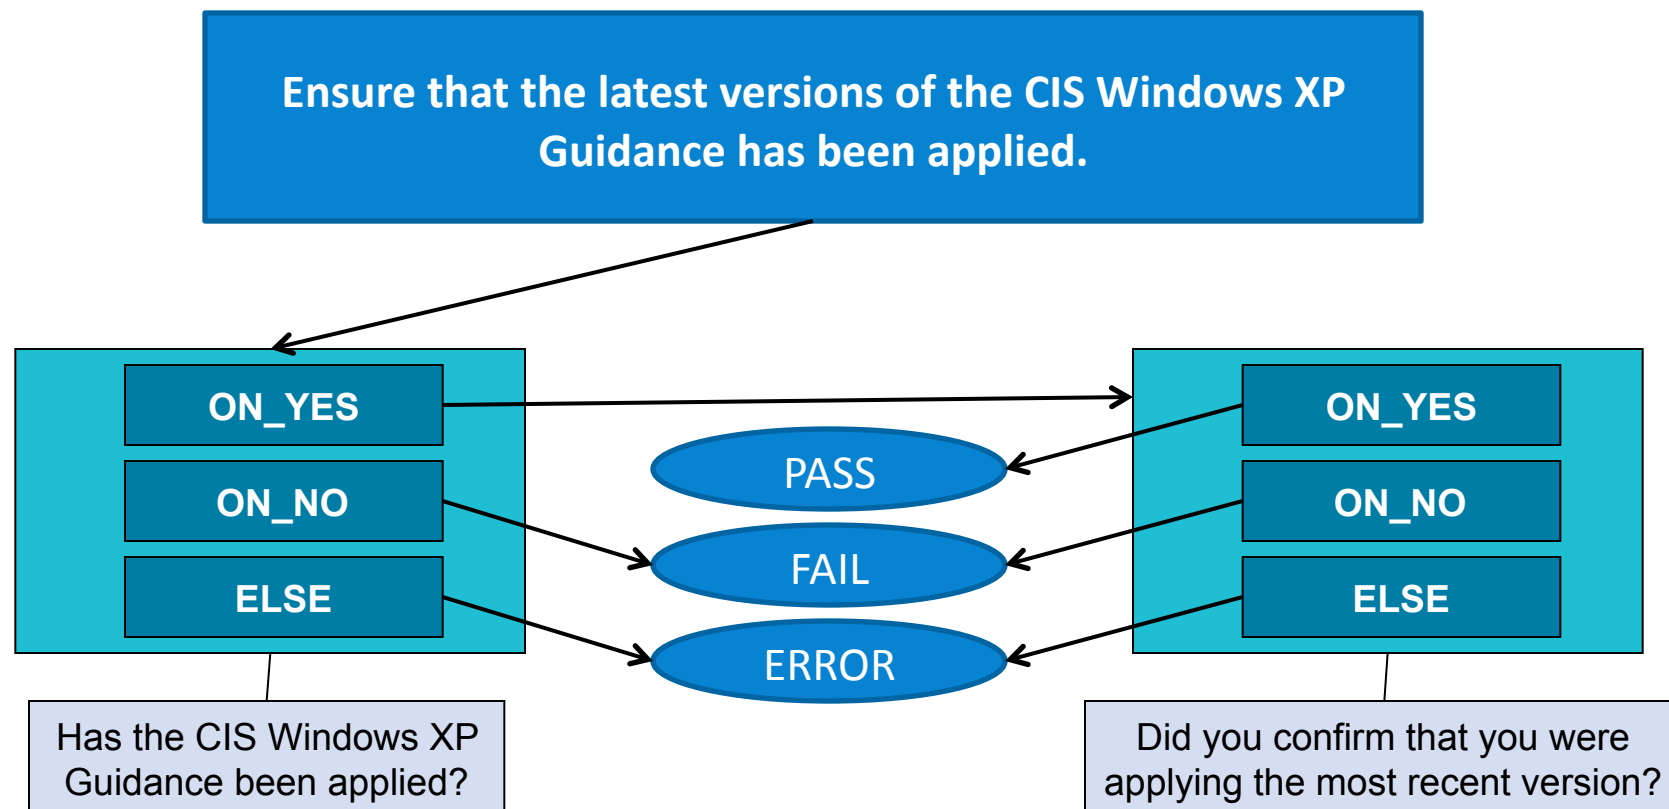 Ensure that the latest versions of the CIS Windows XP
Guidance has been applied.
ON_YES
ON_NO
ELSE
PASS
FAIL
ERROR
ON_YES
ON_NO
ELSE
Has the CIS Windows XP
Guidance been applied?
Did you confirm that you were
applying the most recent version?